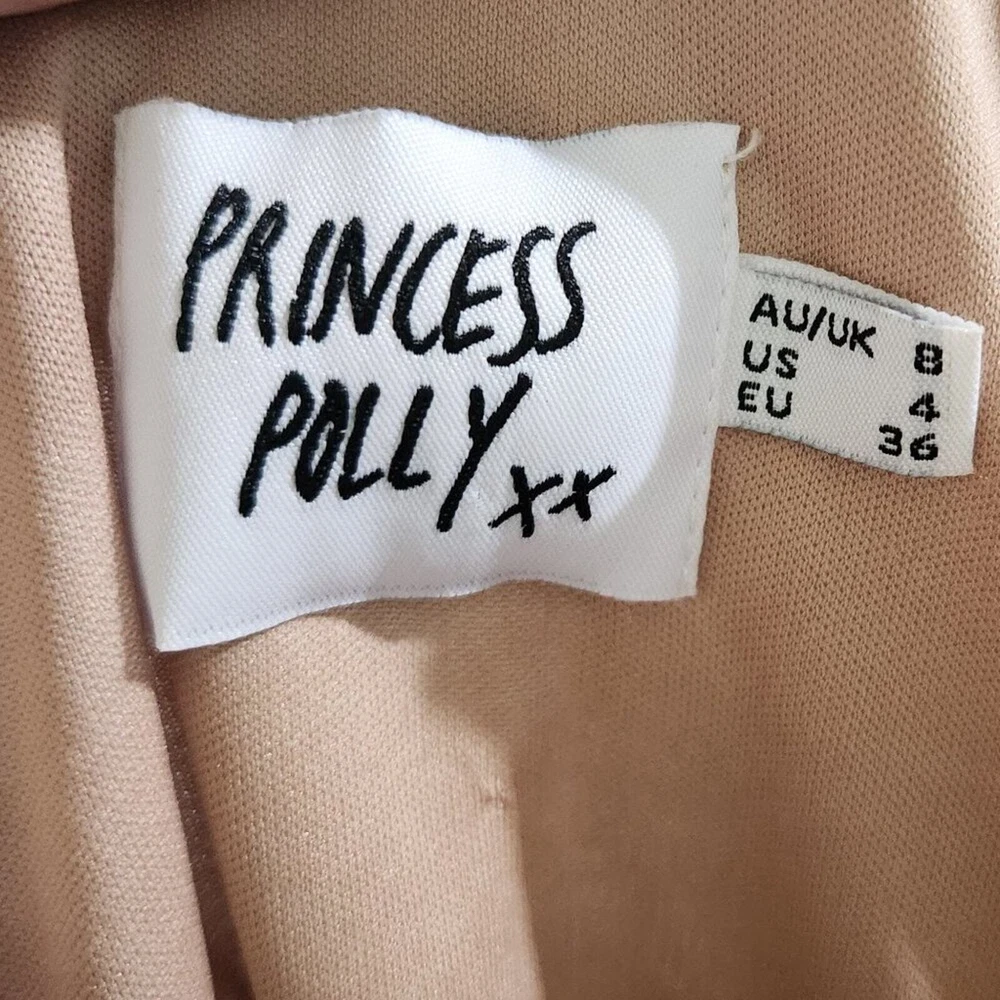 PRINCESS
POLLY xx
AU/UK 8
US 4
EU 36